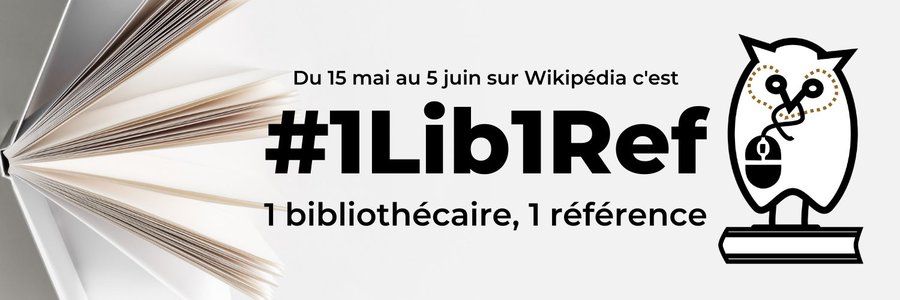 Du 15 mai au 5 juin sur Wikipédia c'est
#1Lib1Ref
1 bibliothécaire, 1 référence